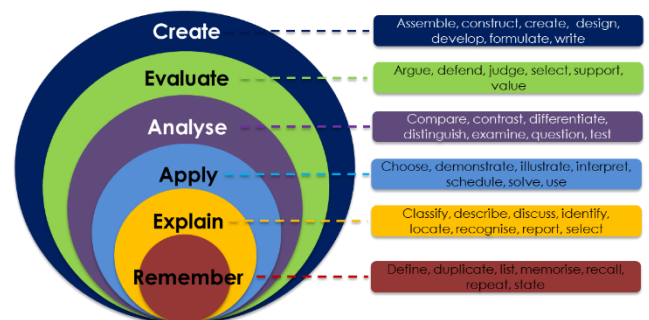 Create
Assemble, construct, create, design,
develop, formulate, write
Evaluate
Argue, defend, judge, select, support,
value
Analyse
Compare, contrast, differentiate,
distinguish, examine, question, test
Apply
Choose, demonstrate, illustrate, interpret,
schedule, solve, use
Explain
Classify, describe, discuss, identify,
locate, recognise, report, select
Remember
Define, duplicate, list, memorise, recall,
repeat, state